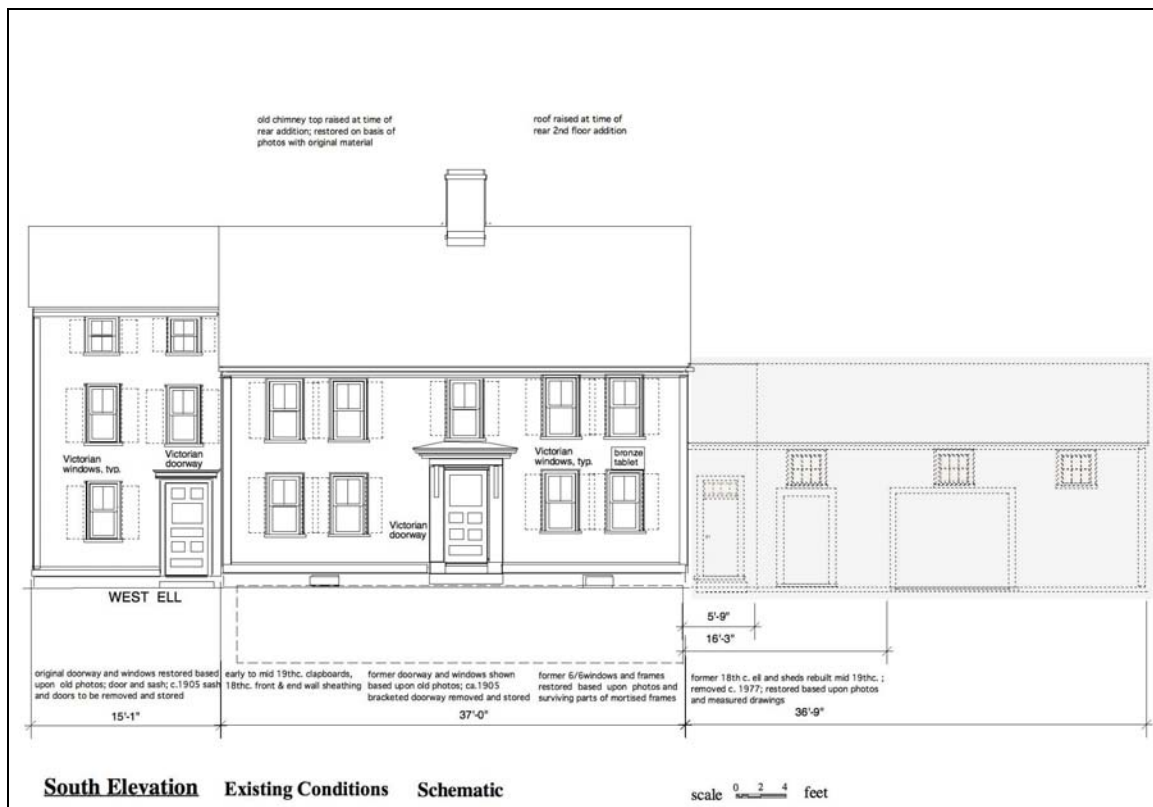 old chimney top raised at time of
rear addition; restored on basis of
photos with original material
roof raised at time of
rear 2nd floor addition
Victorian
windows, typ.
Victorian
doorway
Victorian
doorway
Victorian
windows, typ.
bronze
tablet
WEST ELL
5'-9"
16'-3"
original doorway and windows restored based
upon old photos; door and sash; c.1905 sash
and doors to be removed and stored
early to mid 19thc. clapboards,
18thc. front & end wall sheathing
former doorway and windows shown
based upon old photos; ca.1905
bracketed doorway removed and stored
former 6/6windows and frames
restored based upon photos and
surviving parts of mortised frames
former 18th c. ell and sheds rebuilt mid 19thc. ;
removed c. 1977; restored based upon photos
and measured drawings
15'-1"
37'-0"
36'-9"
South Elevation Existing Conditions Schematic
scale 0 2 4 feet